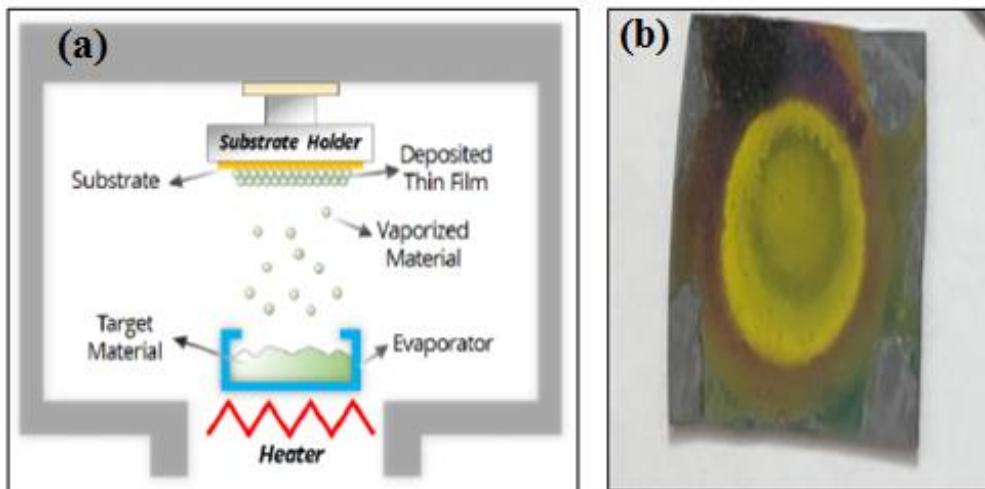 (a)
Substrate Holder
Substrate
Deposited
Thin Film
Vaporized
Material
Target
Material
Evaporator
Heater
(b)